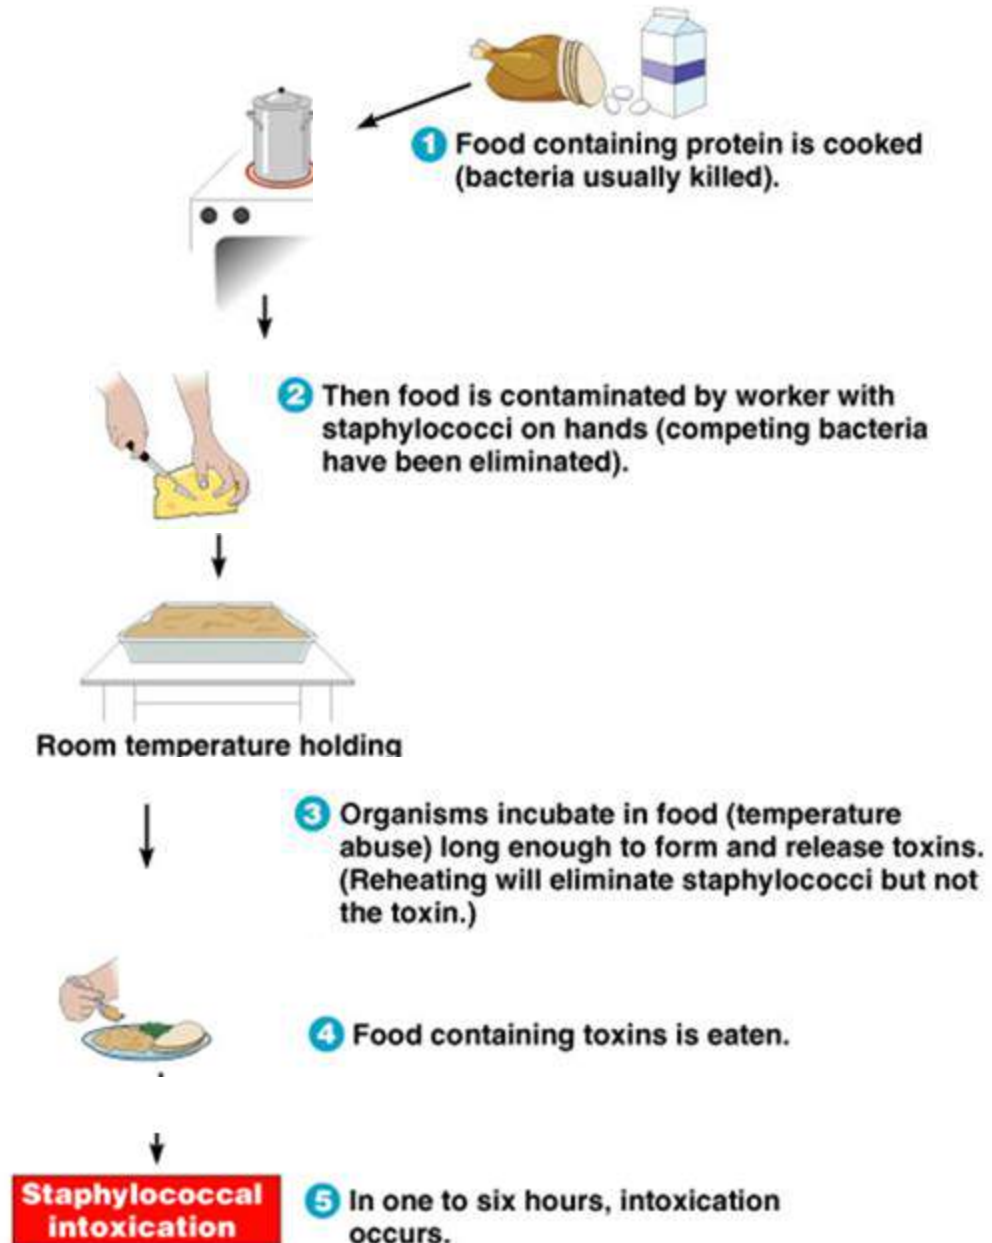 1 Food containing protein is cooked
(bacteria usually killed).
2 Then food is contaminated by worker with
staphylococci on hands (competing bacteria
have been eliminated).
Room temperature holding
3 Organisms incubate in food (temperature
abuse) long enough to form and release toxins.
(Reheating will eliminate staphylococci but not
the toxin.)
4 Food containing toxins is eaten.
Staphylococcal
intoxication
5 In one to six hours, intoxication
occurs.